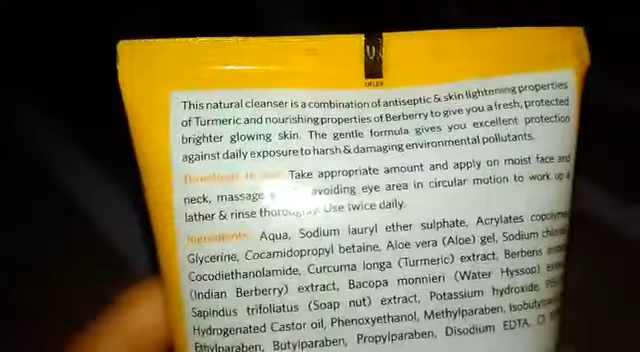 UFLEX
This natural cleanser is a combination of antiseptic & skin lightening properties
of Turmeric and nourishing properties of Berberry to give you a fresh, protected
brighter glowing skin. The gentle formula gives you excellent protection
against daily exposure to harsh & damaging environmental pollutants.
Take appropriate amount and apply on moist face and
neck, massage avoiding eye area in circular motion to work up a
lather & rinse thoroughly. Use twice daily.
Ingredients: Aqua, Sodium lauryl ether sulphate, Acrylates
Glycerine, Cocamidopropyl betaine, Aloe vera (Aloe) gel, Sodium
Cocodiethanolamide, Curcuma longa (Turmeric) extract, Berberis
(Indian Berberry) extract, Bacopa monnieri (Water Hyssop)
Sapindus trifoliatus (Soap nut) extract, Potassium hydroxide,
Hydrogenated Castor oil, Phenoxyethanol, Methylparaben,
Ethylparaben, Butylparaben, Propylparaben, Disodium EDTA,